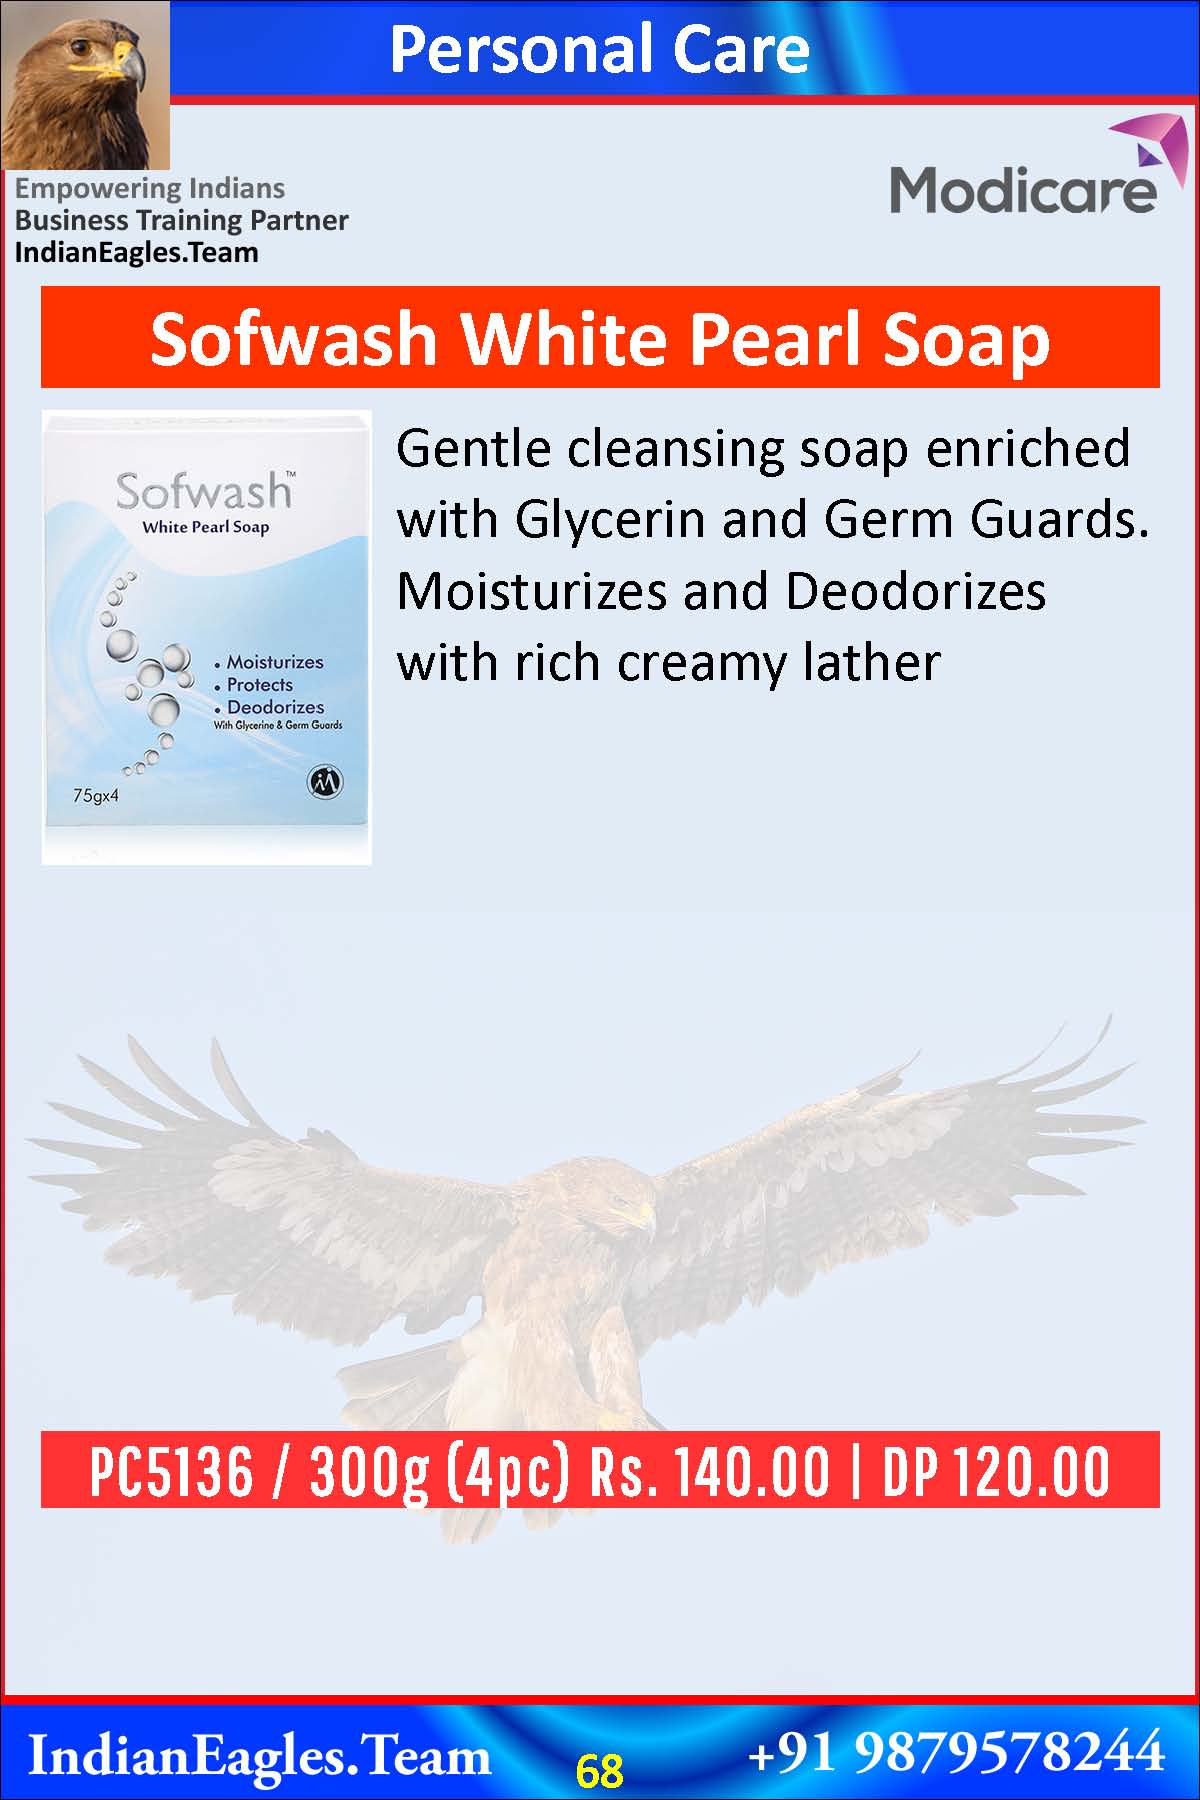 Personal Care
Empowering Indians
Business Training Partner
IndianEagles.Team
Modicare
Sofwash White Pearl Soap
Sofwash™
White Pearl Soap
• Moisturizes
• Protects
• Deodorizes
With Glycerine & Germ Guards
75gx4
Gentle cleansing soap enriched
with Glycerin and Germ Guards.
Moisturizes and Deodorizes
with rich creamy lather
PC5136 / 300g (4pc) Rs. 140.00 | DP 120.00
IndianEagles.Team
68
+91 9879578244